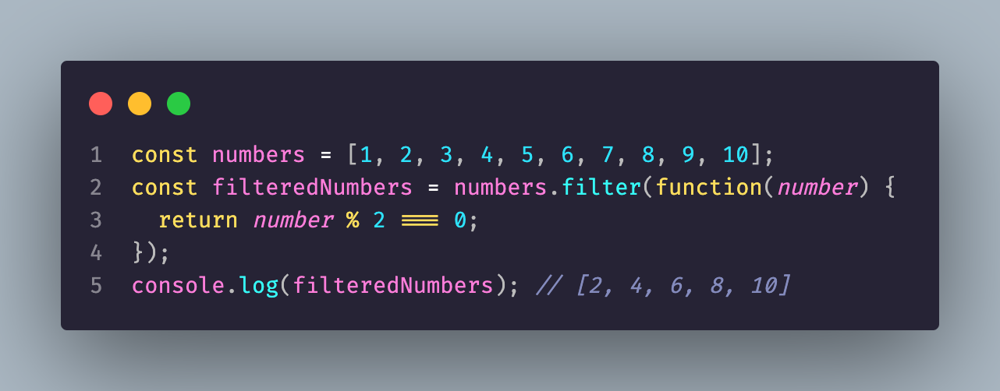 1 const numbers = [1, 2, 3, 4, 5, 6, 7, 8, 9, 10];
2 const filteredNumbers = numbers.filter(function(number) {
3   return number % 2 === 0;
4 });
5 console.log(filteredNumbers); // [2, 4, 6, 8, 10]